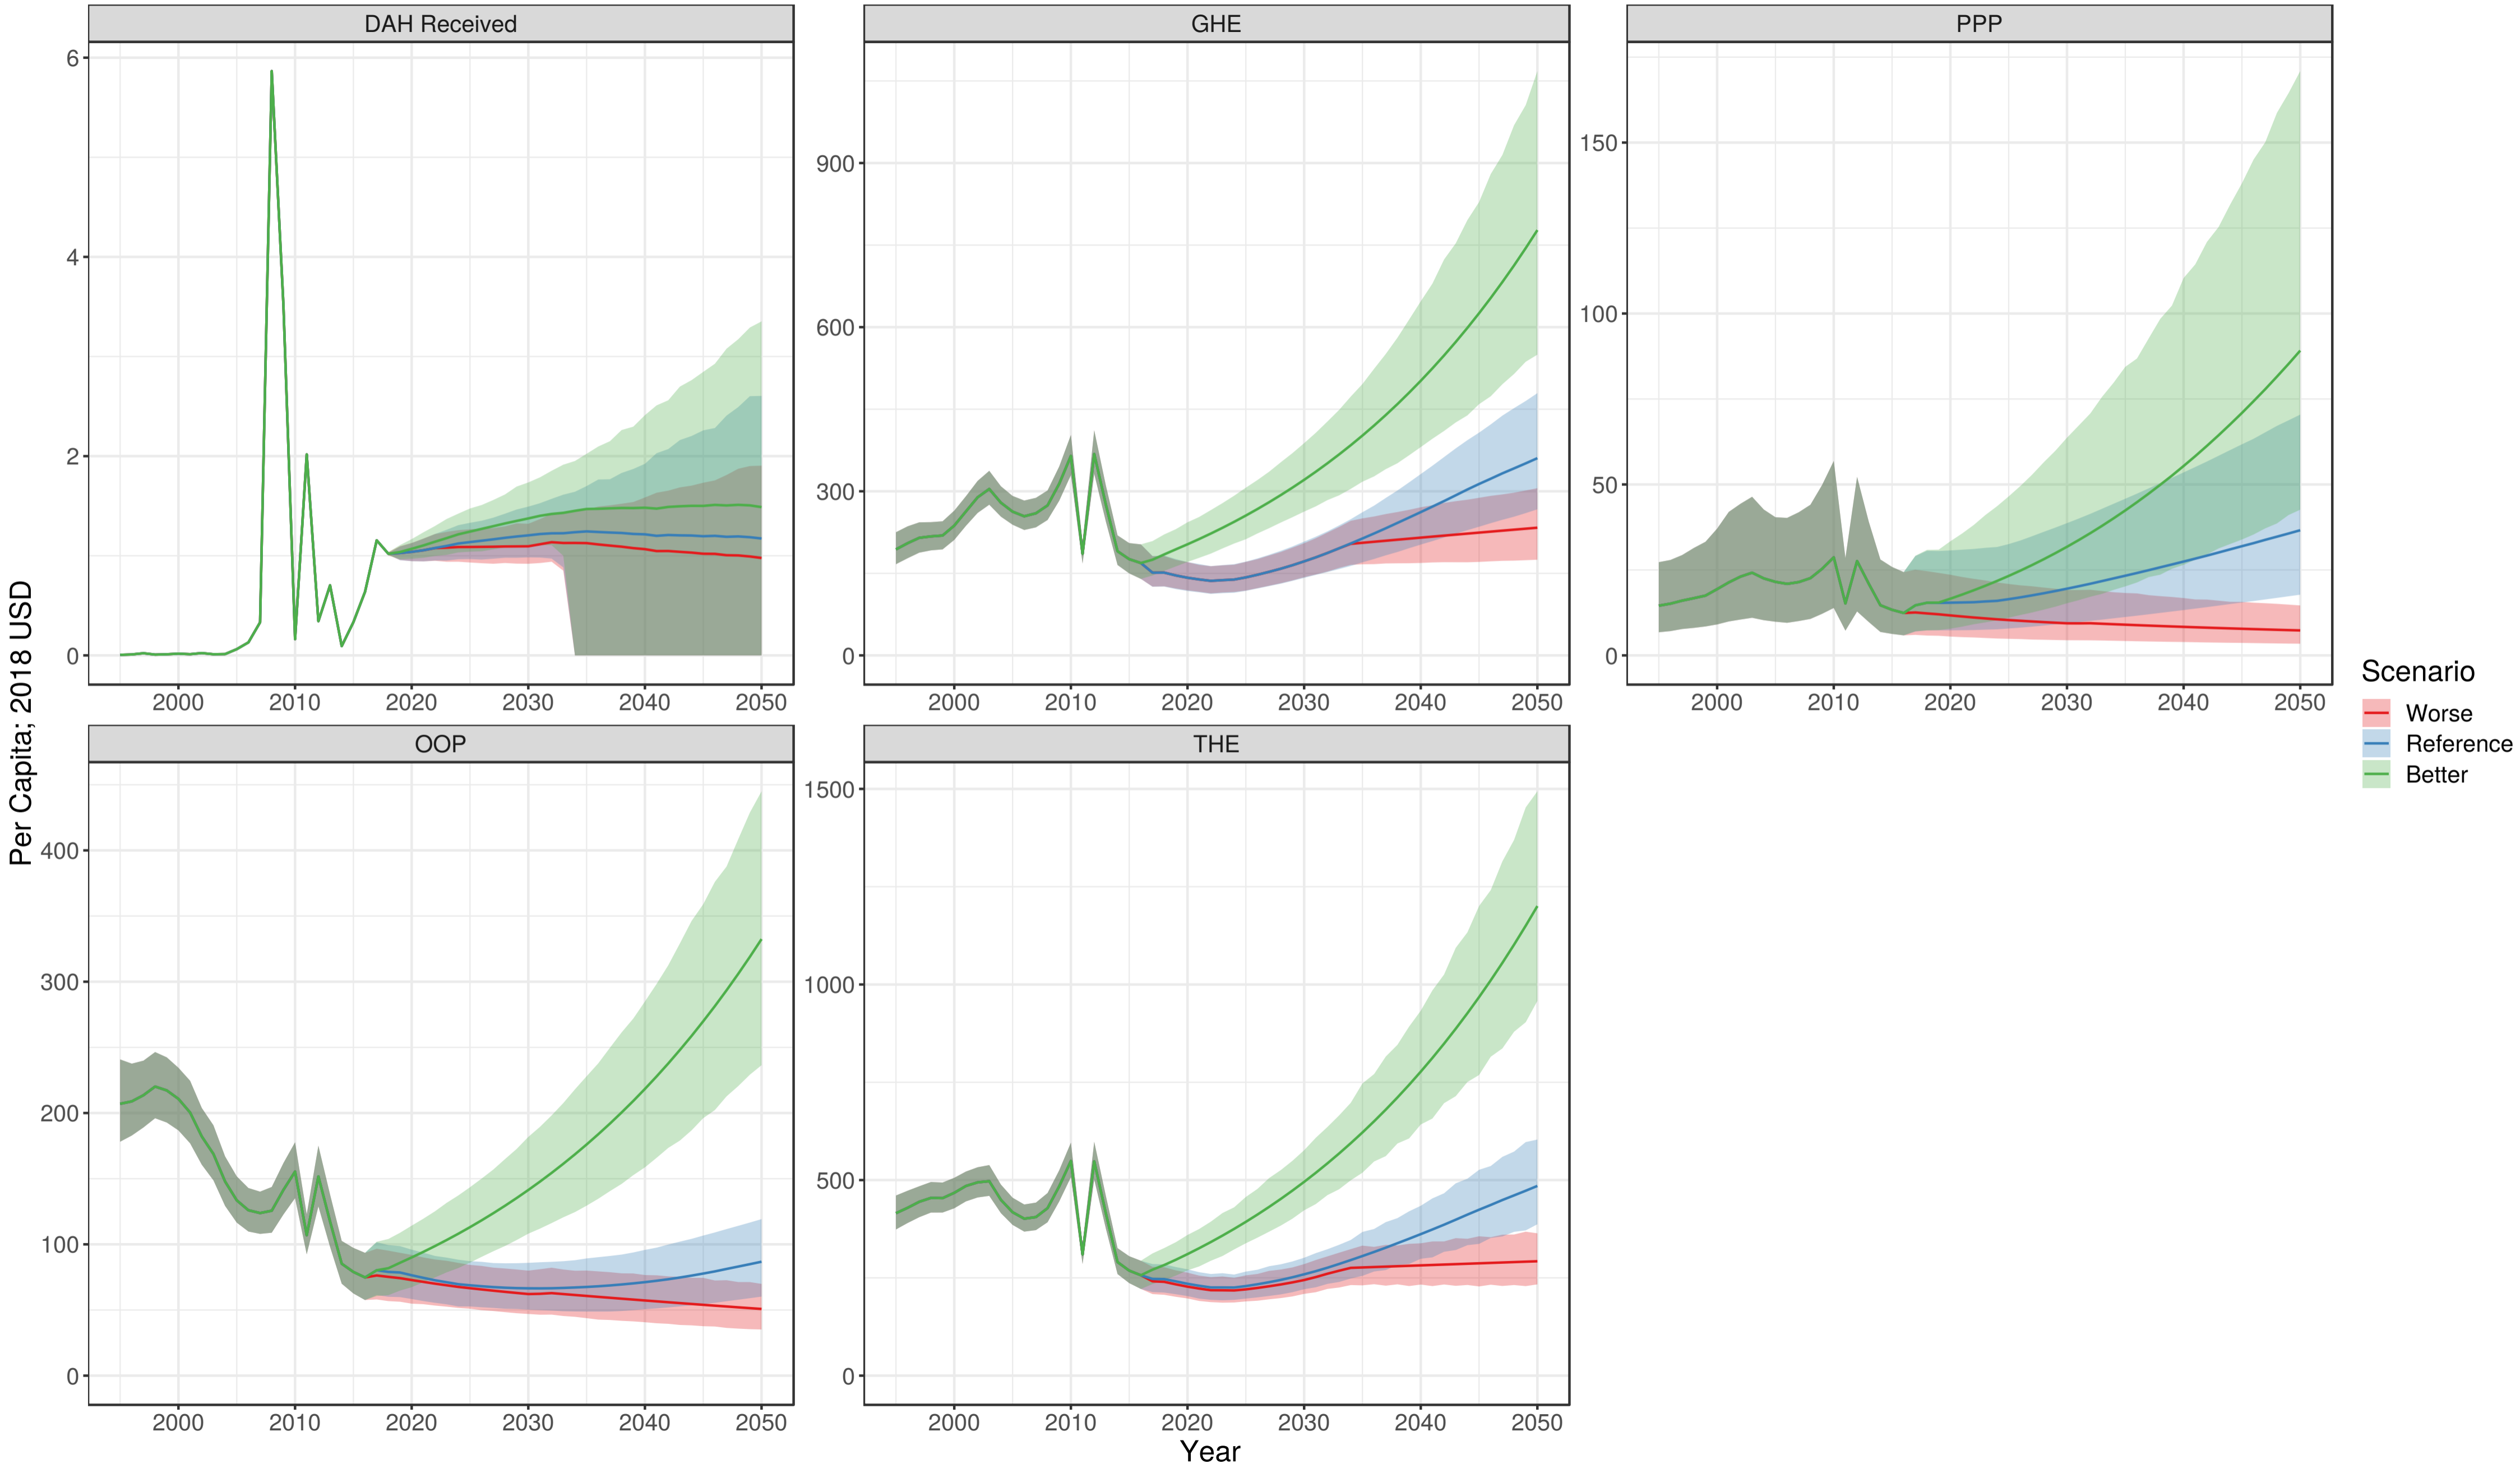 DAH Received
GHE
PPP
6
4
2
0
900
600
300
0
150
100
50
0
2000 2010 2020 2030 2040 2050
2000 2010 2020 2030 2040 2050
2000 2010 2020 2030 2040 2050
Per Capita; 2018 USD
OOP
THE
400
300
200
100
0
1500
1000
500
0
2000 2010 2020 2030 2040 2050
2000 2010 2020 2030 2040 2050
Year
Scenario
Worse
Reference
Better